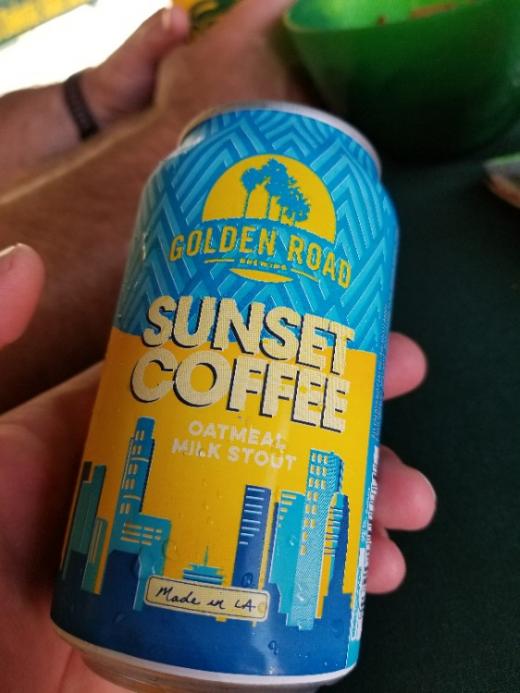 GOLDEN ROAD
BREWING
SUNSET
COFFEE
OATMEAL
MILK STOUT
Made in LA